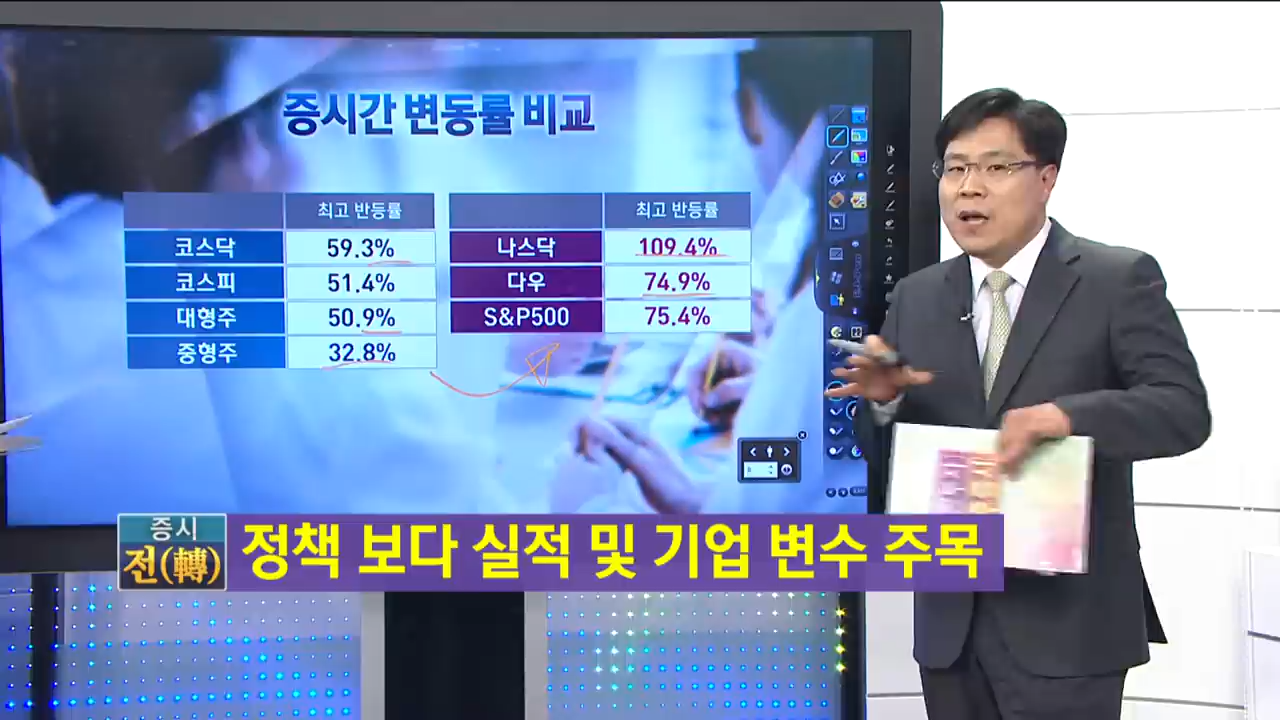 증시간 변동률 비교
최고 반등률
코스닥 59.3%
코스피 51.4%
대형주 50.9%
중형주 32.8%
최고 반등률
나스닥 109.4%
다우 74.9%
S&P500 75.4%
증시
전(轉)
정책 보다 실적 및 기업 변수 주목